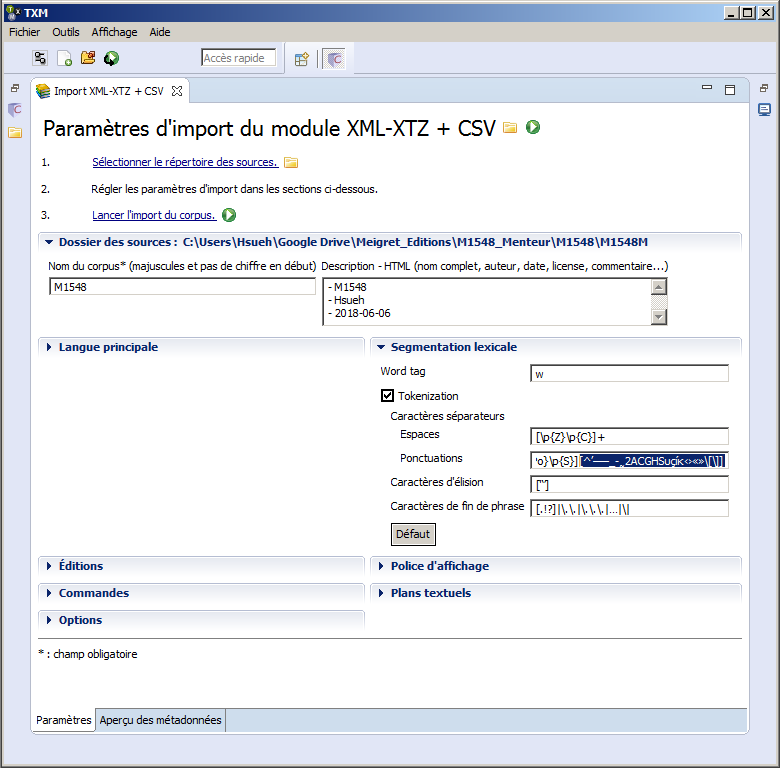 TXM
Fichier Outils Affichage Aide
Accès rapide
Import XML-XTZ + CSV
Paramètres d'import du module XML-XTZ + CSV
1. Sélectionner le répertoire des sources.
2. Régler les paramètres d'import dans les sections ci-dessous.
3. Lancer l'import du corpus.
Dossier des sources : C:\Users\Hsueh\Google Drive\Meigret_Editions\M1548_Menteur\M1548\M1548M
Nom du corpus* (majuscules et pas de chiffre en début) Description - HTML (nom complet, auteur, date, license, commentaire...)
M1548
- M1548
- Hsueh
- 2018-06-06
Langue principale
Segmentation lexicale
Word tag w
Tokenization
Caractères séparateurs
Espaces [\p{Z}\p{C}]+
Ponctuations
Caractères d'élision
Caractères de fin de phrase [.!?]|\.\.|\.\.\.|…|\|
Défaut
Éditions Police d'affichage
Commandes Plans textuels
Options
* : champ obligatoire
Paramètres Aperçu des métadonnées